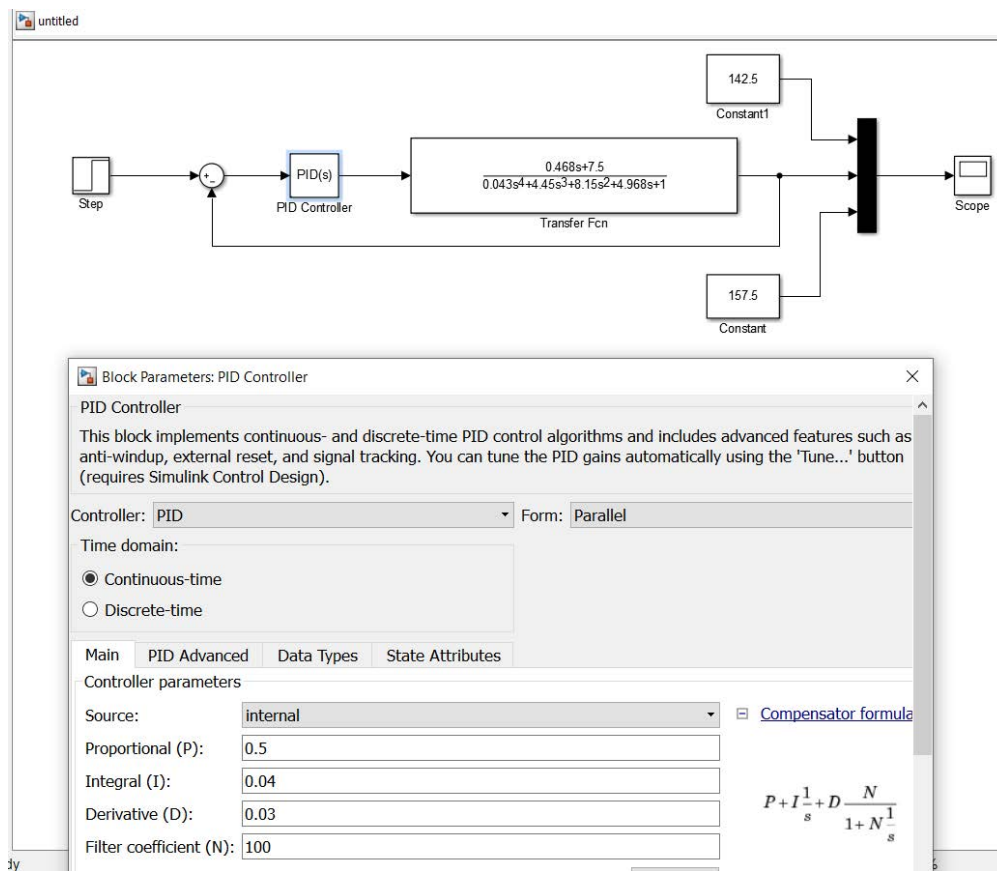 untitled
142.5
Constant1
Step
+_
PID(s)
PID Controller
0.468s+7.5
0.043s⁴+4.45s³+8.15s²+4.968s+1
Transfer Fcn
Scope
157.5
Constant
Block Parameters: PID Controller
PID Controller
This block implements continuous- and discrete-time PID control algorithms and includes advanced features such as
anti-windup, external reset, and signal tracking. You can tune the PID gains automatically using the 'Tune...' button
(requires Simulink Control Design).
Controller: PID Form: Parallel
Time domain:
Continuous-time
Discrete-time
Main PID Advanced Data Types State Attributes
Controller parameters
Source: internal Compensator formula
Proportional (P): 0.5
Integral (I): 0.04
Derivative (D): 0.03
Filter coefficient (N): 100
P+I 1/s +D N/(1+N 1/s)
dy
%